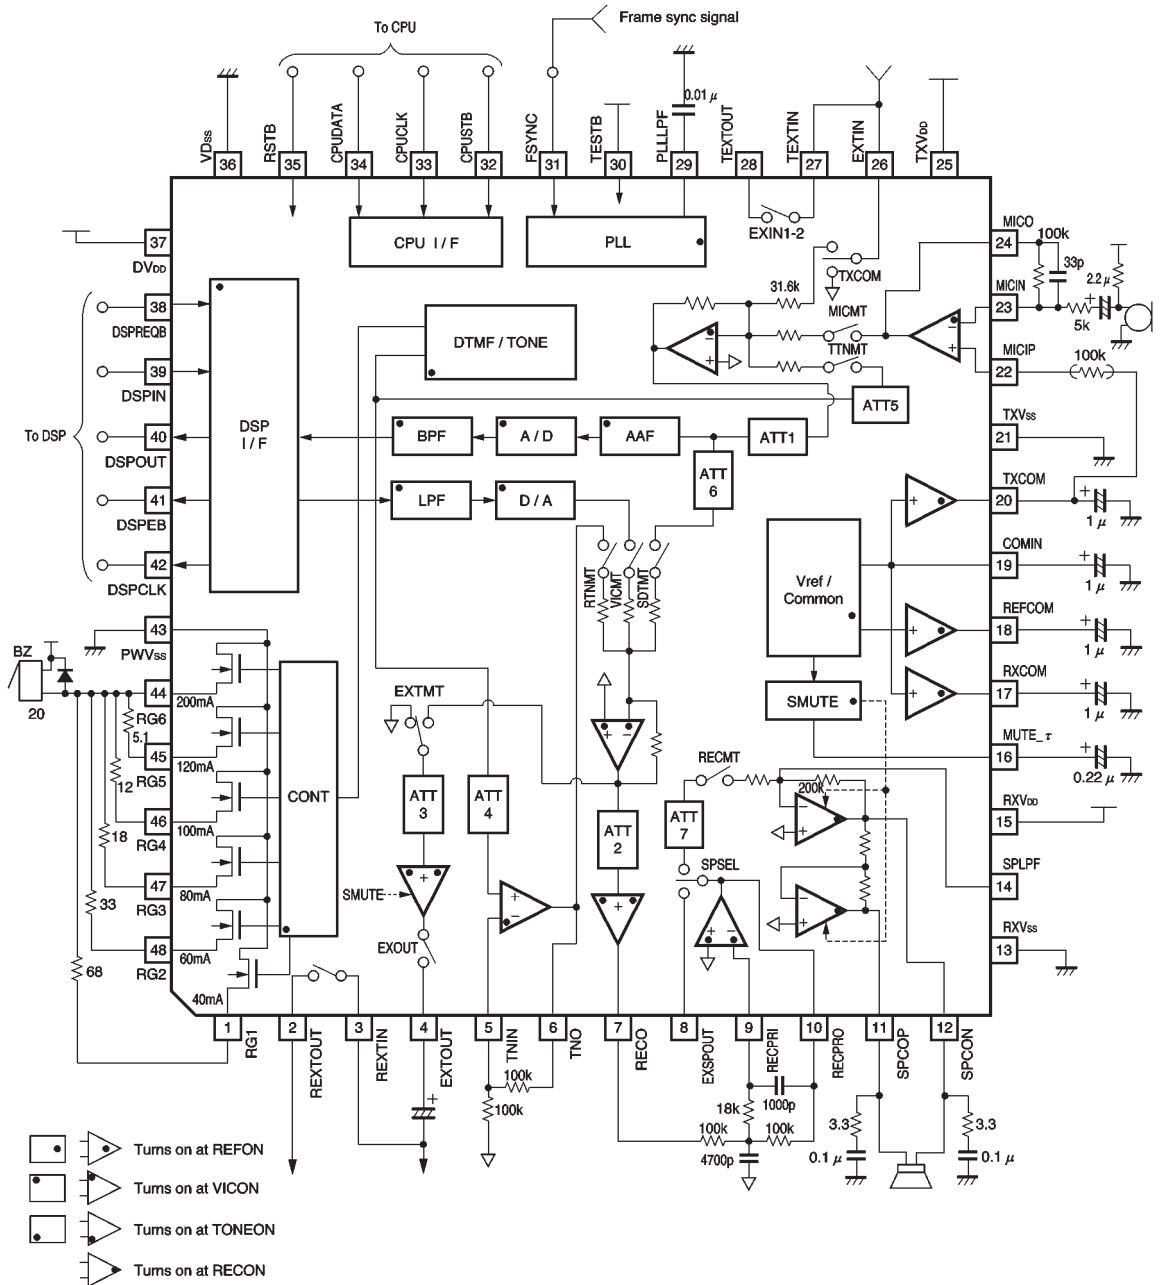 Frame sync signal
To CPU
0.01 μ
VDSS
RSTB
CPUDATA
CPUCLK
CPUSTB
FSYNC
TESTB
PLLLPF
TEXTOUT
TEXTIN
EXTIN
TXVDD
36
35
34
33
32
31
30
29
28
27
26
25
CPU I / F
PLL
EXIN1-2
37
DVDD
MICO
24
100k
33p
2.2 μ
+
TXCOM
31.6k
38
DSPREQB
DTMF / TONE
MICMT
MICIN
23
5k
TTNMT
39
DSPIN
MICIP
22
(100k)
ATT5
To DSP
DSP
I / F
40
DSPOUT
BPF
A / D
AAF
ATT1
TXVSS
21
ATT
6
41
DSPEB
LPF
D / A
TXCOM
20
+
1 μ
42
DSPCLK
RTNMT
VICMT
SDTMT
Vref /
Common
COMIN
19
+
1 μ
43
PWVSS
REFCOM
18
+
1 μ
BZ
20
44
RG6
200mA
SMUTE
RXCOM
17
+
1 μ
5.1
45
RG5
120mA
EXTMT
MUTE_τ
16
+
0.22 μ
12
46
RG4
100mA
CONT
ATT
3
ATT
4
ATT
2
ATT
7
RECMT
200k
RXVDD
15
18
47
RG3
80mA
SMUTE
SPSEL
SPLPF
14
33
48
RG2
60mA
EXOUT
RXVSS
13
68
40mA
1
2
3
4
5
6
7
8
9
10
11
12
RG1
REXTOUT
REXTIN
EXTOUT
TNIN
TNO
RECO
EXSPOUT
RECPRI
RECPRO
SPCOP
SPCON
+
100k
100k
18k
1000p
100k
100k
4700p
3.3
0.1 μ
3.3
0.1 μ
Turns on at REFON
Turns on at VICON
Turns on at TONEON
Turns on at RECON